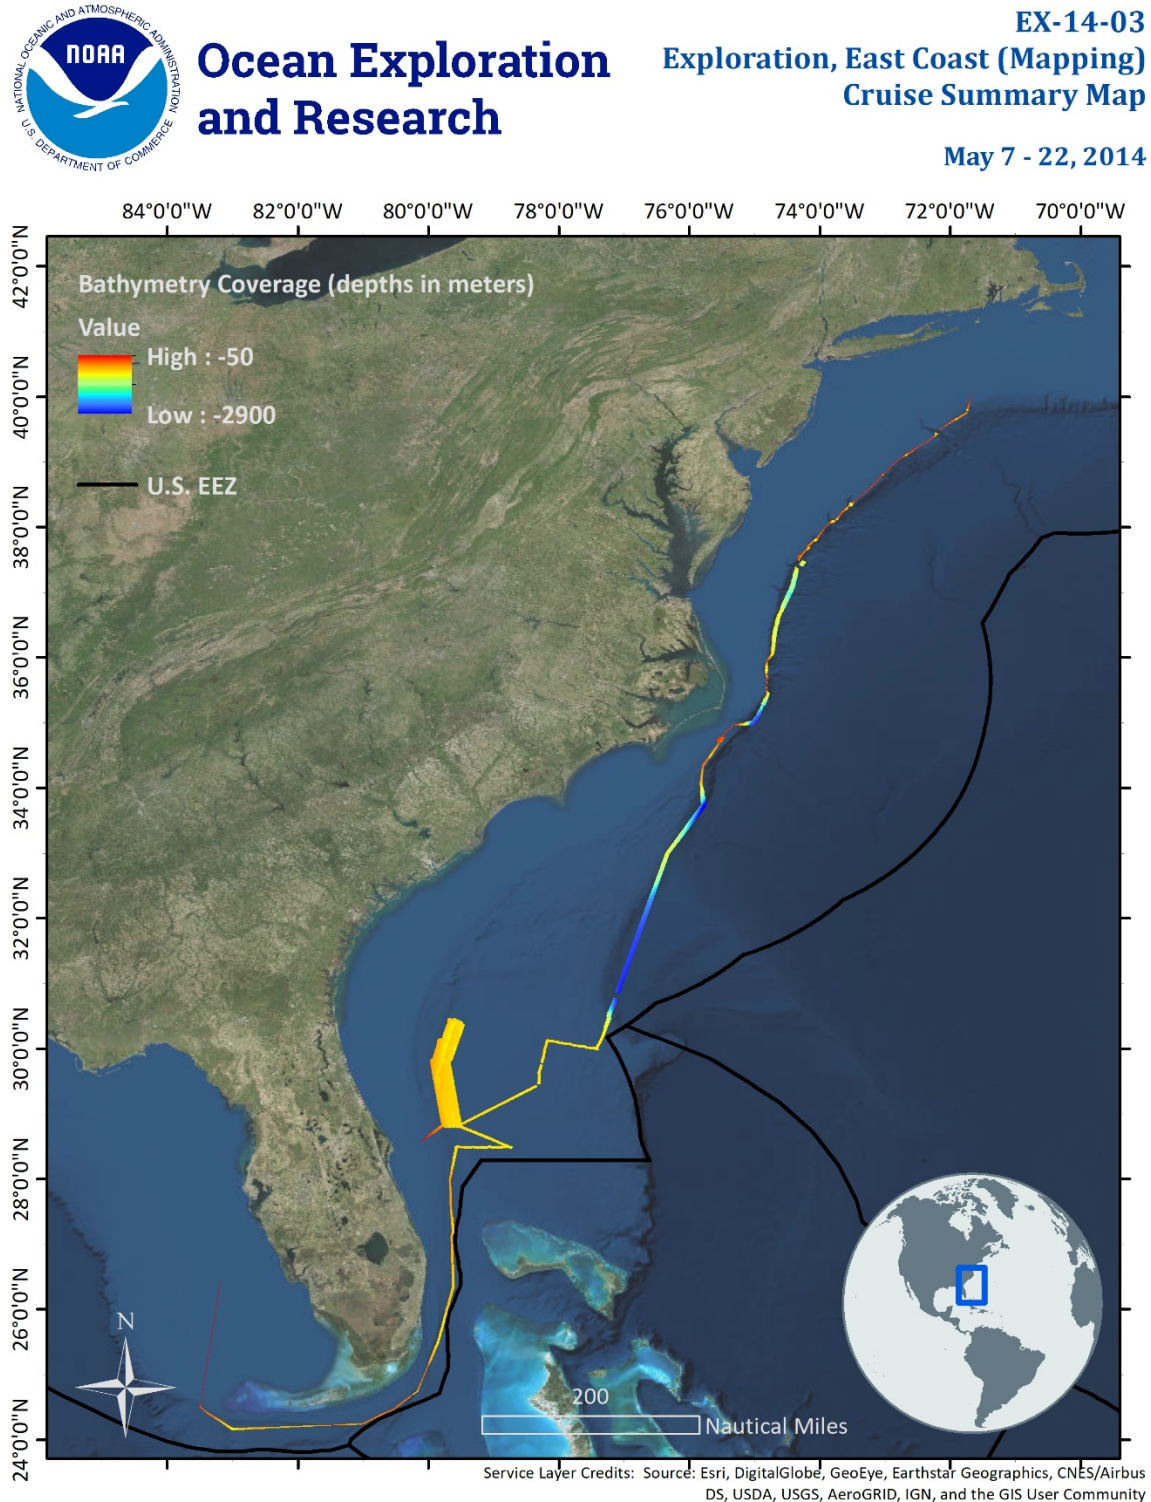 NATIONAL OCEANIC AND ATMOSPHERIC ADMINISTRATION
NOAA
U.S. DEPARTMENT OF COMMERCE
Ocean Exploration
and Research
EX-14-03
Exploration, East Coast (Mapping)
Cruise Summary Map
May 7 - 22, 2014
84°0'0"W 82°0'0"W 80°0'0"W 78°0'0"W 76°0'0"W 74°0'0"W 72°0'0"W 70°0'0"W
42°0'0"N
40°0'0"N
38°0'0"N
36°0'0"N
34°0'0"N
32°0'0"N
30°0'0"N
28°0'0"N
26°0'0"N
24°0'0"N
Bathymetry Coverage (depths in meters)
Value
High : -50
Low : -2900
U.S. EEZ
N
200
Nautical Miles
Service Layer Credits: Source: Esri, DigitalGlobe, GeoEye, Earthstar Geographics, CNES/Airbus
DS, USDA, USGS, AeroGRID, IGN, and the GIS User Community